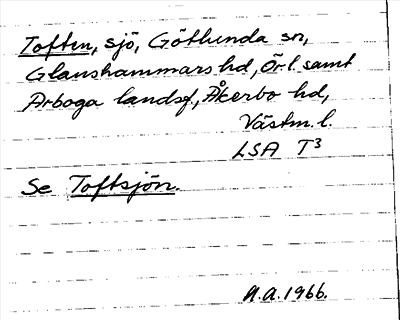 Toften, sjö, Götlunda sn,
Glanshammars hd, Ör.l. samt
Arboga landsf., Åkerbo hd,
Västm.l.
LSA T³
Se Toftsjön.
A.A.1966.